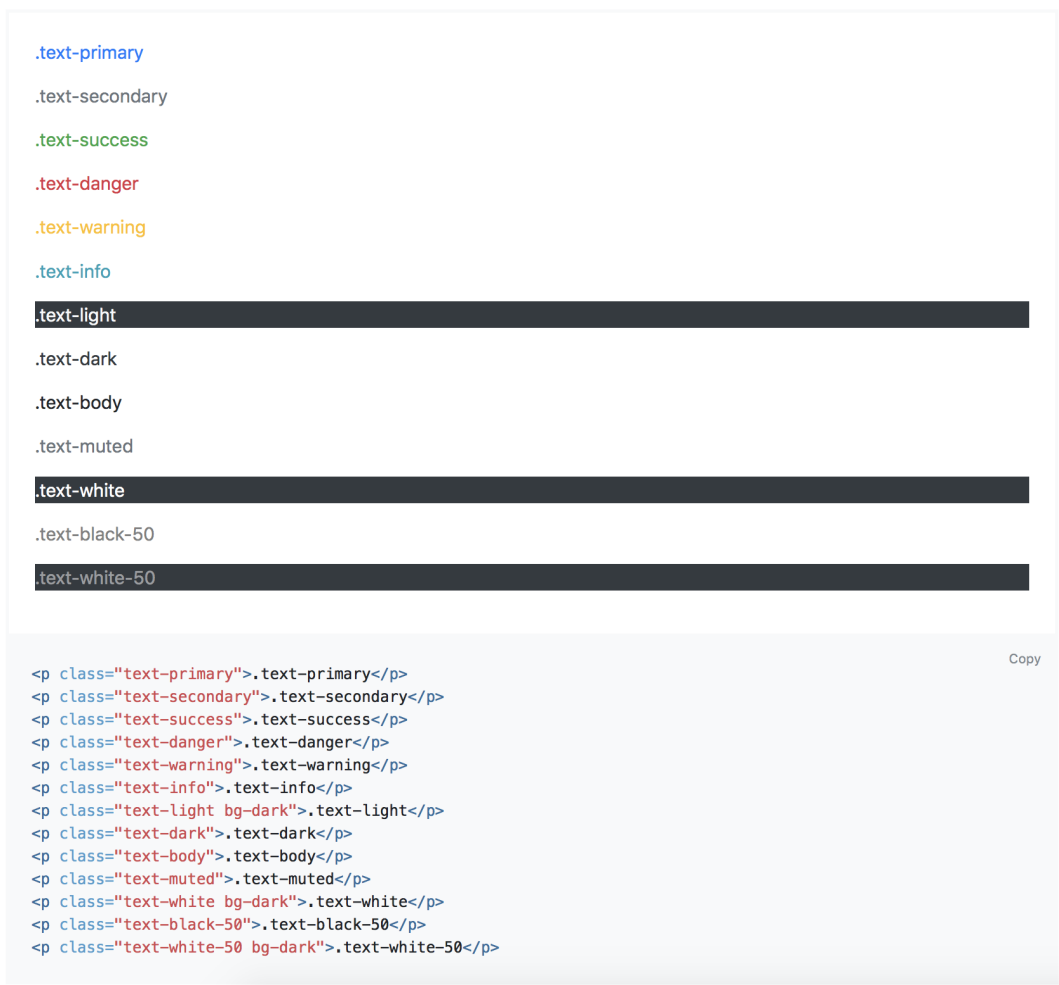 .text-primary
.text-secondary
.text-success
.text-danger
.text-warning
.text-info
.text-light
.text-dark
.text-body
.text-muted
.text-white
.text-black-50
.text-white-50
Copy
<p class="text-primary">.text-primary</p>
<p class="text-secondary">.text-secondary</p>
<p class="text-success">.text-success</p>
<p class="text-danger">.text-danger</p>
<p class="text-warning">.text-warning</p>
<p class="text-info">.text-info</p>
<p class="text-light bg-dark">.text-light</p>
<p class="text-dark">.text-dark</p>
<p class="text-body">.text-body</p>
<p class="text-muted">.text-muted</p>
<p class="text-white bg-dark">.text-white</p>
<p class="text-black-50">.text-black-50</p>
<p class="text-white-50 bg-dark">.text-white-50</p>